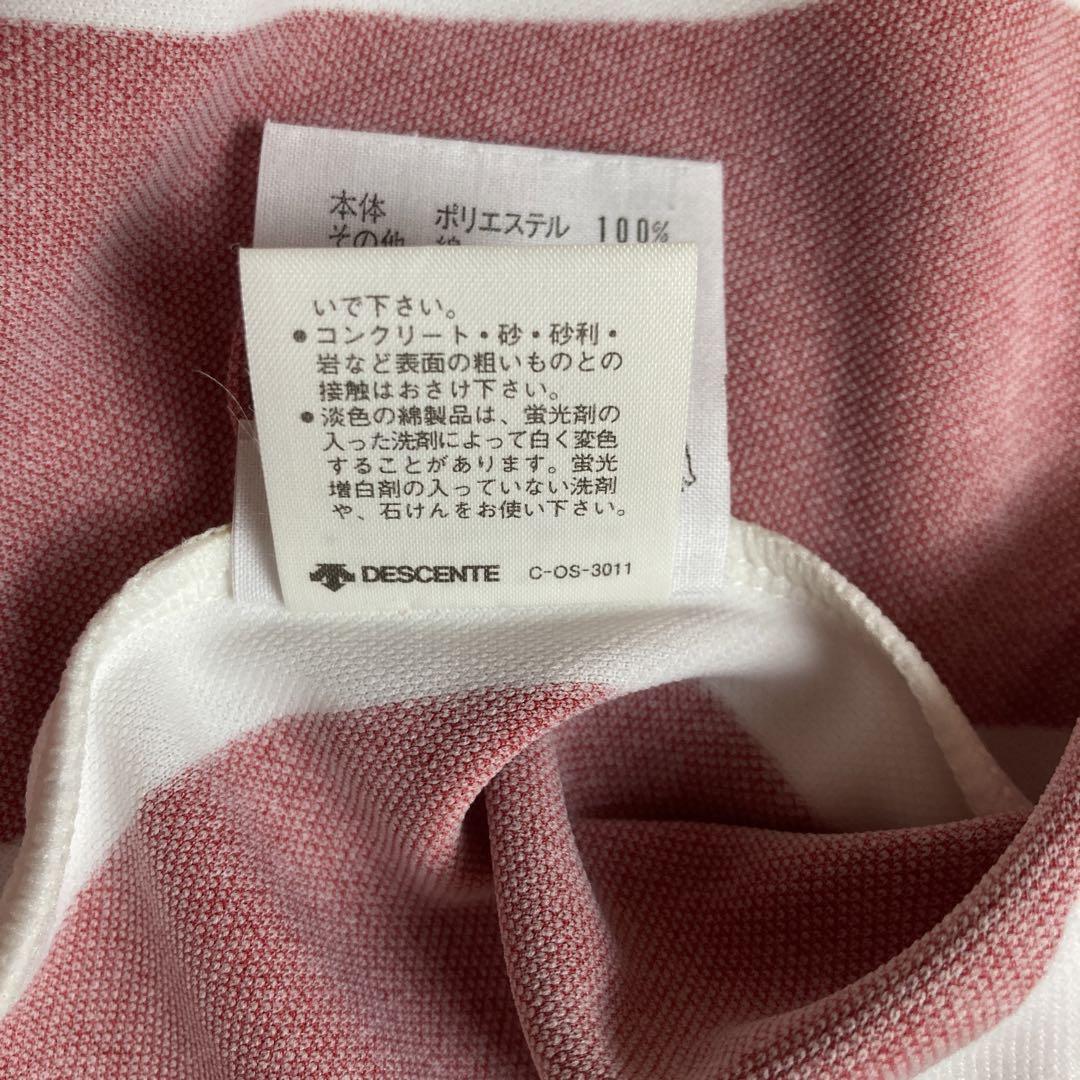 本体 ポリエステル 100%
その他 綿
いで下さい。
●コンクリート・砂・砂利・
岩など表面の粗いものとの
接触はおさけ下さい。
●淡色の綿製品は、蛍光剤の
入った洗剤によって白く変色
することがあります。蛍光
増白剤の入っていない洗剤
や、石けんをお使い下さい。
DESCENTE C-OS-3011